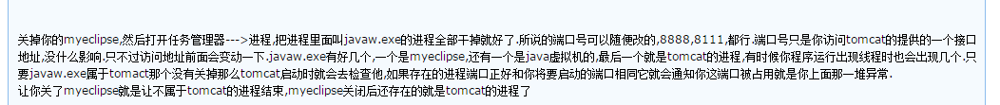 关掉你的myeclipse,然后打开任务管理器--->进程,把进程里面叫javaw.exe的进程全部干掉就好了.所说的端口号可以随便改的,8888,8111,都行.端口号只是你访问tomcat的提供的一个接口
地址,没什么影响.只不过访问地址前面会变动一下.javaw.exe有好几个,一个是myeclipse,还有一个是java虚拟机的,最后一个就是tomcat的进程,有时候你程序运行出现线程时也会出现几个.只
要javaw.exe属于tomact那个没有关掉那么tomcat启动时就会去检查他,如果存在的进程端口正好和你将要启动的端口相同它就会通知你这端口被占用就是你上面那一堆异常.
让你关了myeclipse就是让不属于tomcat的进程结束,myeclipse关闭后还存在的就是tomcat的进程了